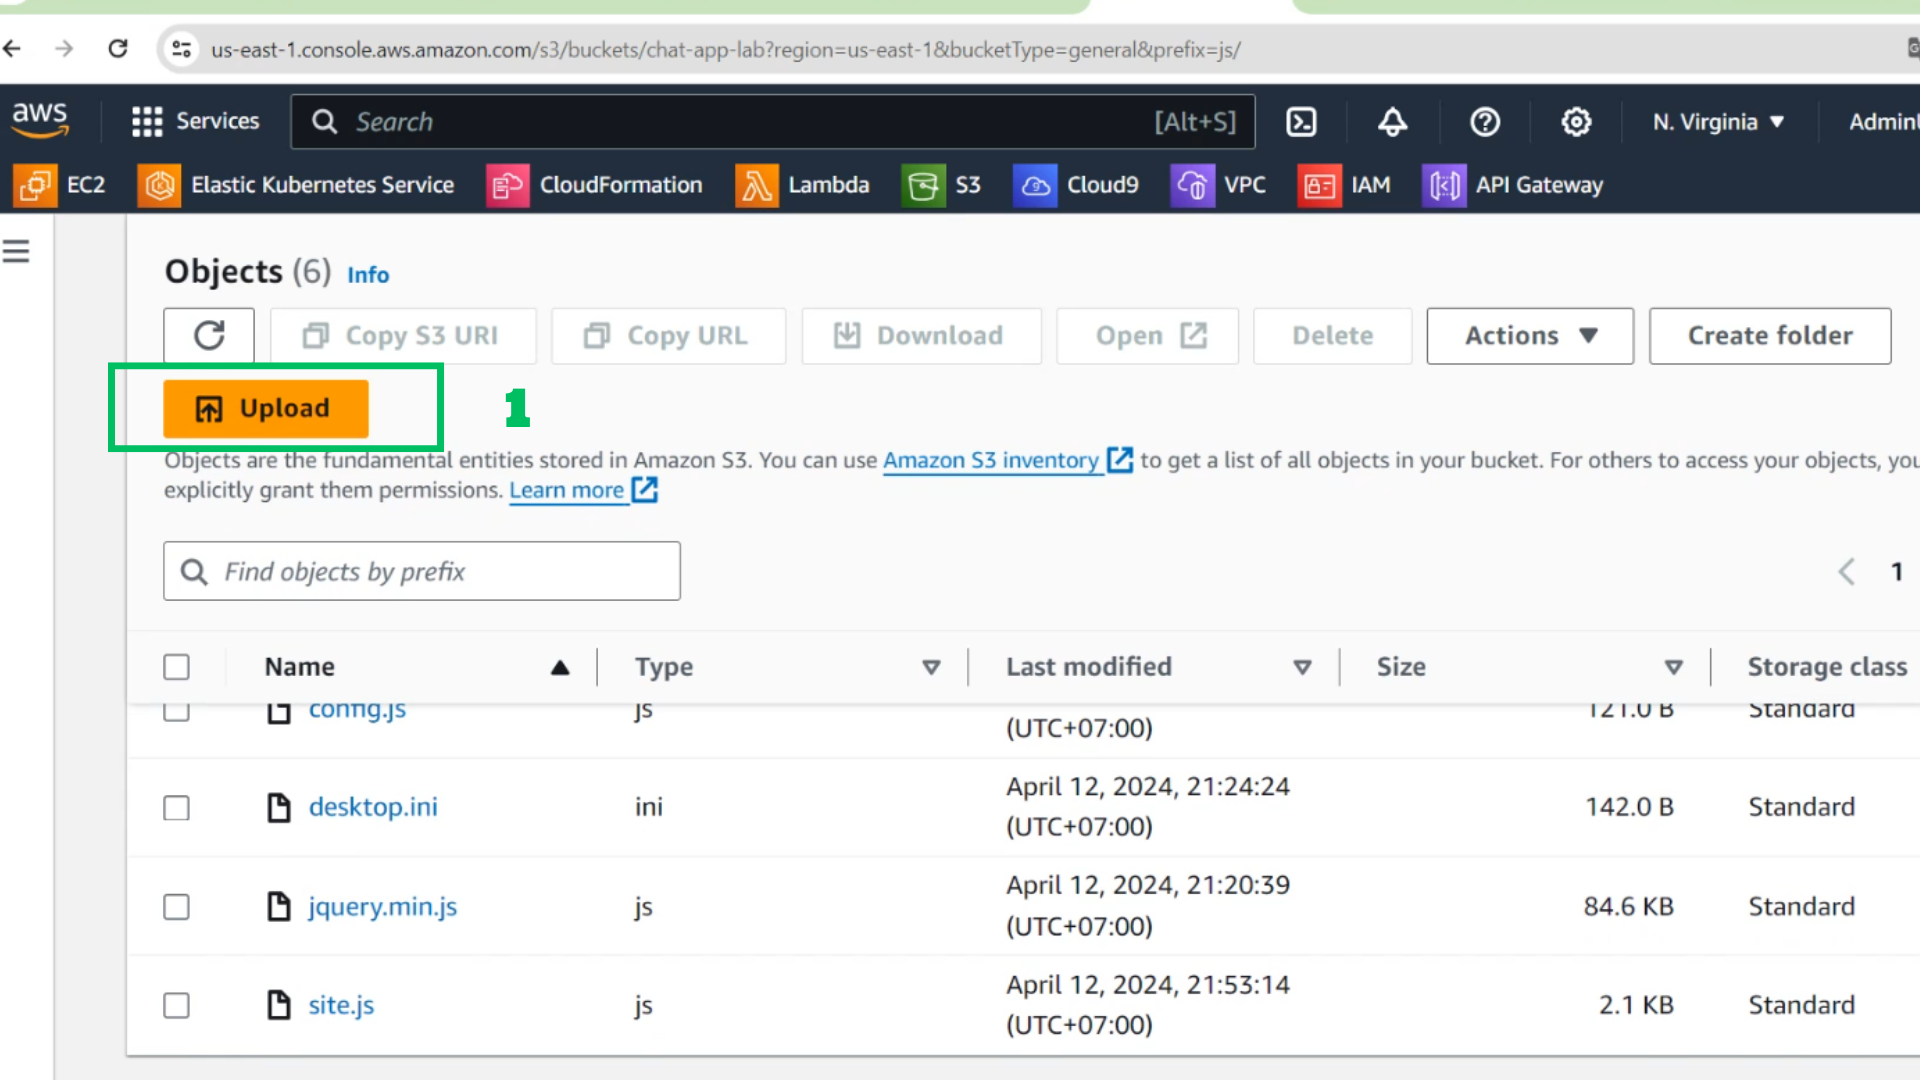 us-east-1.console.aws.amazon.com/s3/buckets/chat-app-lab?region=us-east-1&bucketType=general&prefix=js/
aws Services Search [Alt+S] N. Virginia
EC2 Elastic Kubernetes Service CloudFormation Lambda S3 Cloud9 VPC IAM API Gateway
Objects (6) Info
Copy S3 URI Copy URL Download Open Delete Actions Create folder
Upload 1
Objects are the fundamental entities stored in Amazon S3. You can use Amazon S3 inventory to get a list of all objects in your bucket. For others to access your objects, you
explicitly grant them permissions. Learn more
Find objects by prefix 1
Name Type Last modified Size Storage class
config.js js (UTC+07:00) 121.0 B Standard
desktop.ini ini April 12, 2024, 21:24:24 142.0 B Standard
(UTC+07:00)
jquery.min.js js April 12, 2024, 21:20:39 84.6 KB Standard
(UTC+07:00)
site.js js April 12, 2024, 21:53:14 2.1 KB Standard
(UTC+07:00)